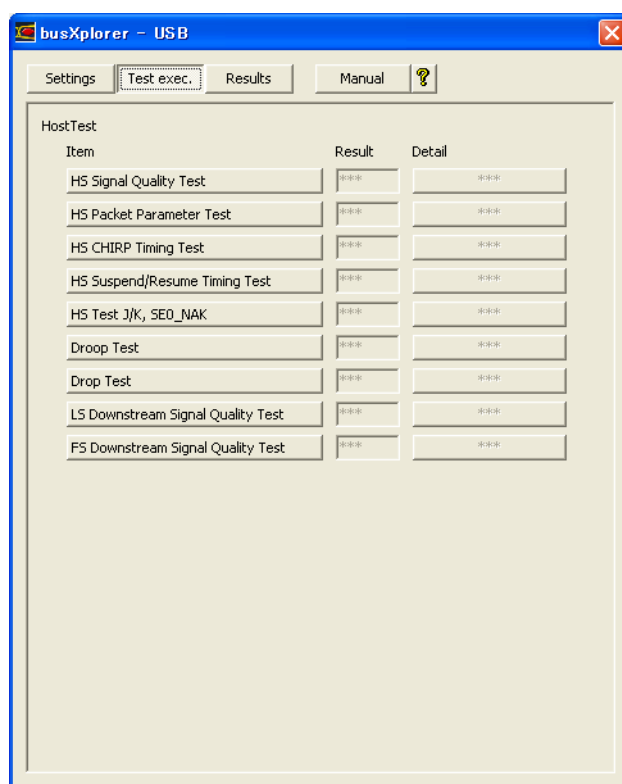 busXplorer - USB
Settings Test exec. Results Manual ?
HostTest
Item Result Detail
HS Signal Quality Test *** ***
HS Packet Parameter Test *** ***
HS CHIRP Timing Test *** ***
HS Suspend/Resume Timing Test *** ***
HS Test J/K, SE0_NAK *** ***
Droop Test *** ***
Drop Test *** ***
LS Downstream Signal Quality Test *** ***
FS Downstream Signal Quality Test *** ***